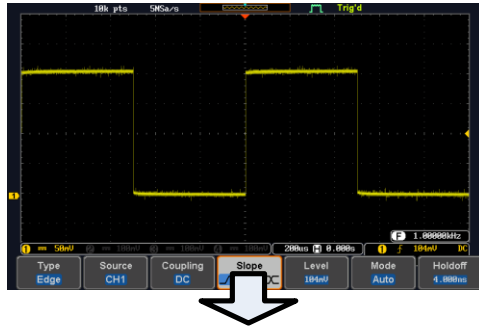 10k pts 5MSa/s Trig'd
1
F 1.00000kHz
1 50mV 2 100mV 3 100mV 4 100mV 200us H 0.000s 1 f 104mV DC
Type Source Coupling Slope Level Mode Holdoff
Edge CH1 DC 104mV Auto 4.000ns